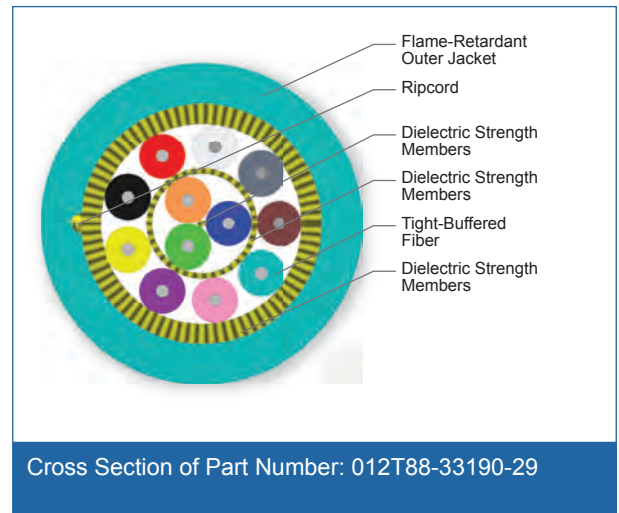 Flame-Retardant
Outer Jacket
Ripcord
Dielectric Strength
Members
Dielectric Strength
Members
Tight-Buffered
Fiber
Dielectric Strength
Members
Cross Section of Part Number: 012T88-33190-29